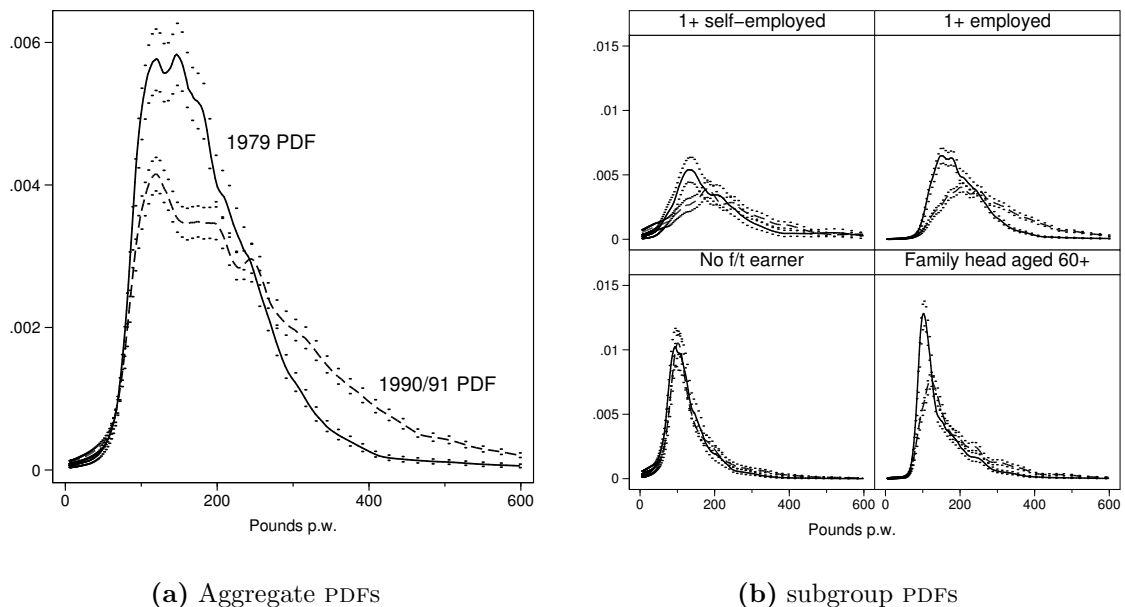 .006
.004
.002
0
1979 PDF
1990/91 PDF
0 200 400 600
Pounds p.w.
(a) Aggregate PDFs
1+ self−employed 1+ employed
.015
.01
.005
0
No f/t earner Family head aged 60+
.015
.01
.005
0
0 200 400 600 0 200 400 600
Pounds p.w.
(b) subgroup PDFs